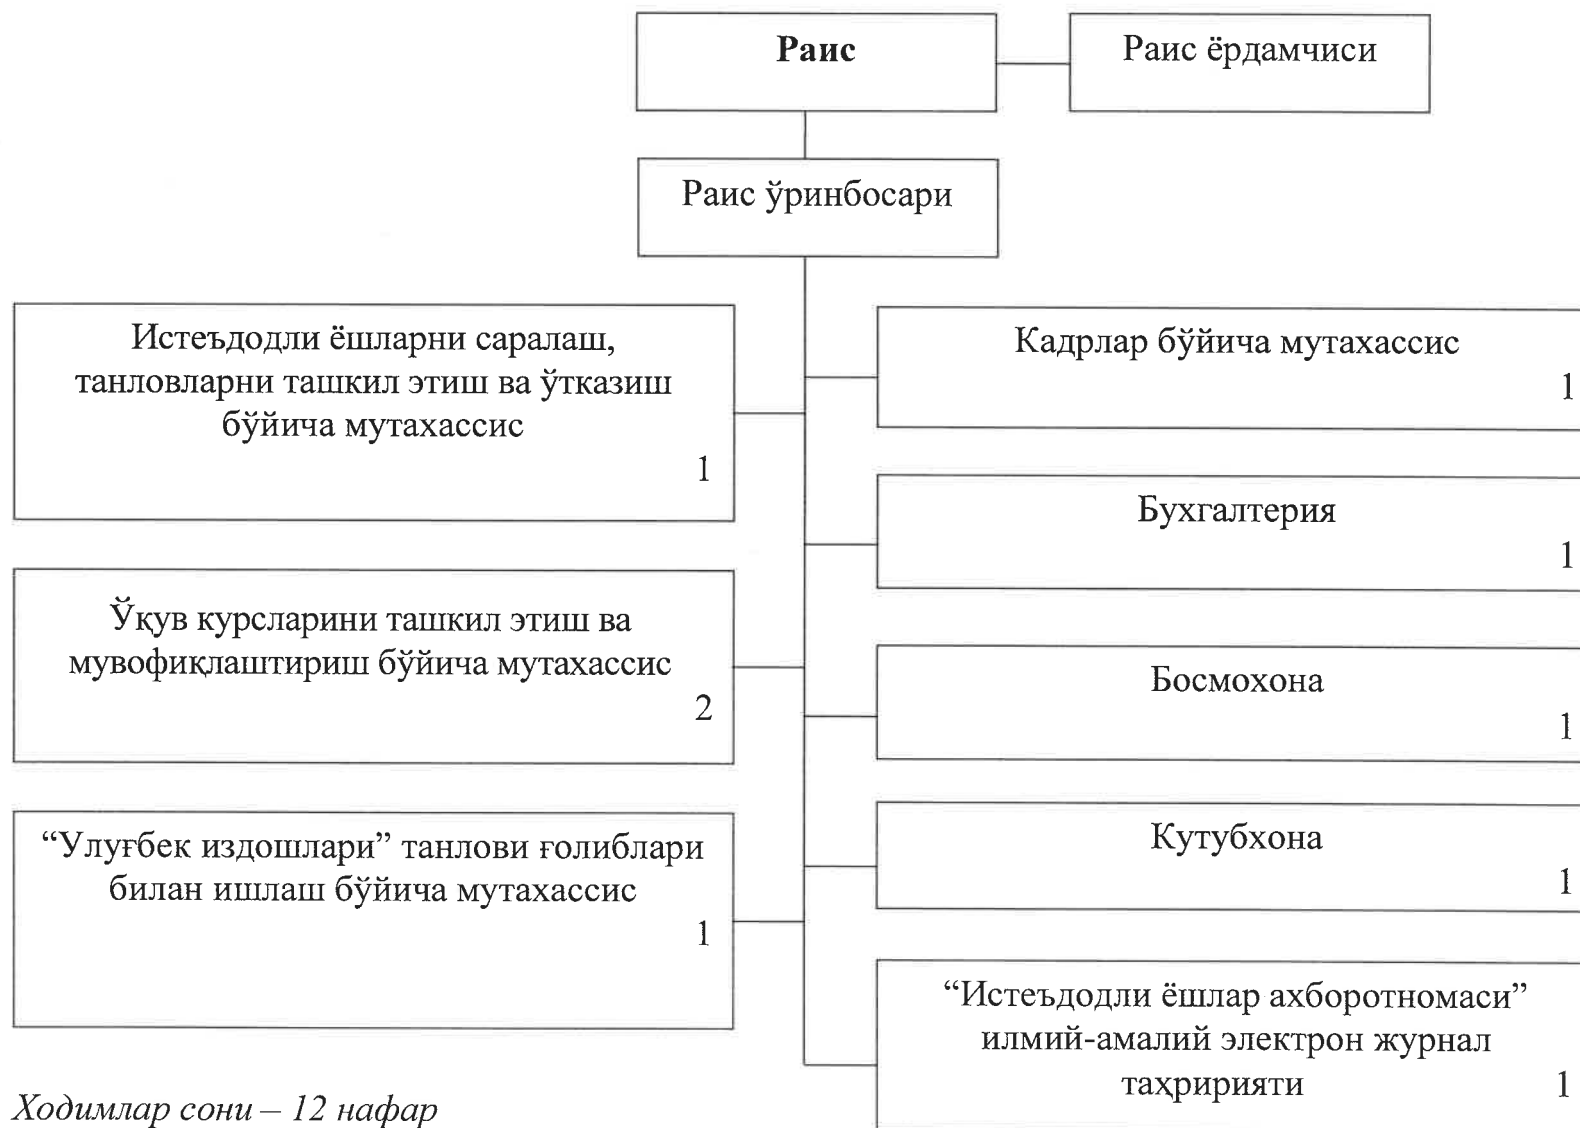 Раис
Раис ёрдамчиси
Раис ўринбосари
Истеъдодли ёшларни саралаш,
танловларни ташкил этиш ва ўтказиш
бўйича мутахассис
1
Ўқув курсларини ташкил этиш ва
мувофиқлаштириш бўйича мутахассис
2
“Улуғбек издошлари” танлови ғолиблари
билан ишлаш бўйича мутахассис
1
Кадрлар бўйича мутахассис
1
Бухгалтерия
1
Босмохона
1
Кутубхона
1
“Истеъдодли ёшлар ахборотномаси”
илмий-амалий электрон журнал
таҳририяти
1
Ходимлар сони – 12 нафар